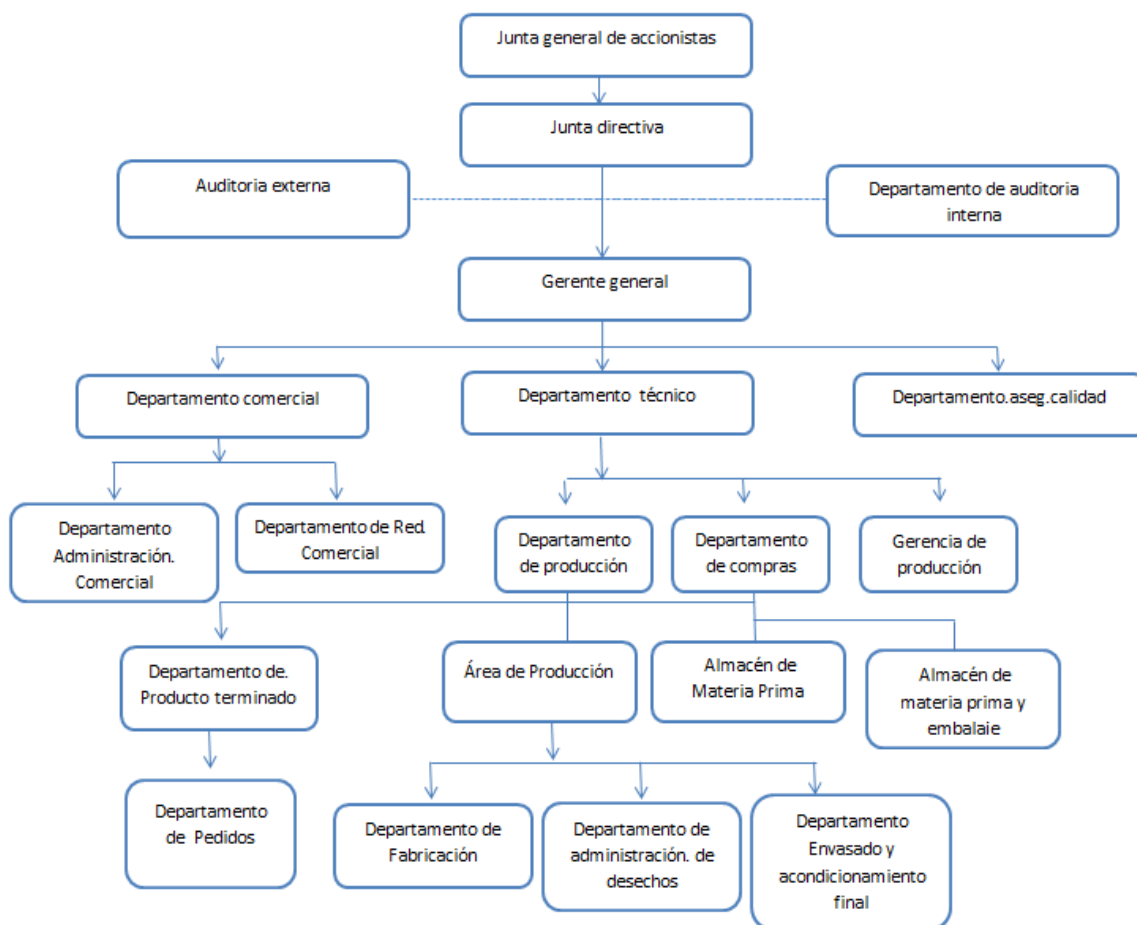 Junta general de accionistas
Junta directiva
Auditoria externa
Departamento de auditoria
interna
Gerente general
Departamento comercial
Departamento técnico
Departamento.aseg.calidad
Departamento
Administración.
Comercial
Departamento de Red.
Comercial
Departamento
de producción
Departamento
de compras
Gerencia de
producción
Departamento de.
Producto terminado
Área de Producción
Almacén de
Materia Prima
Almacén de
materia prima y
embalaie
Departamento
de Pedidos
Departamento de
Fabricación
Departamento de
administración. de
desechos
Departamento
Envasado y
acondicionamiento
final